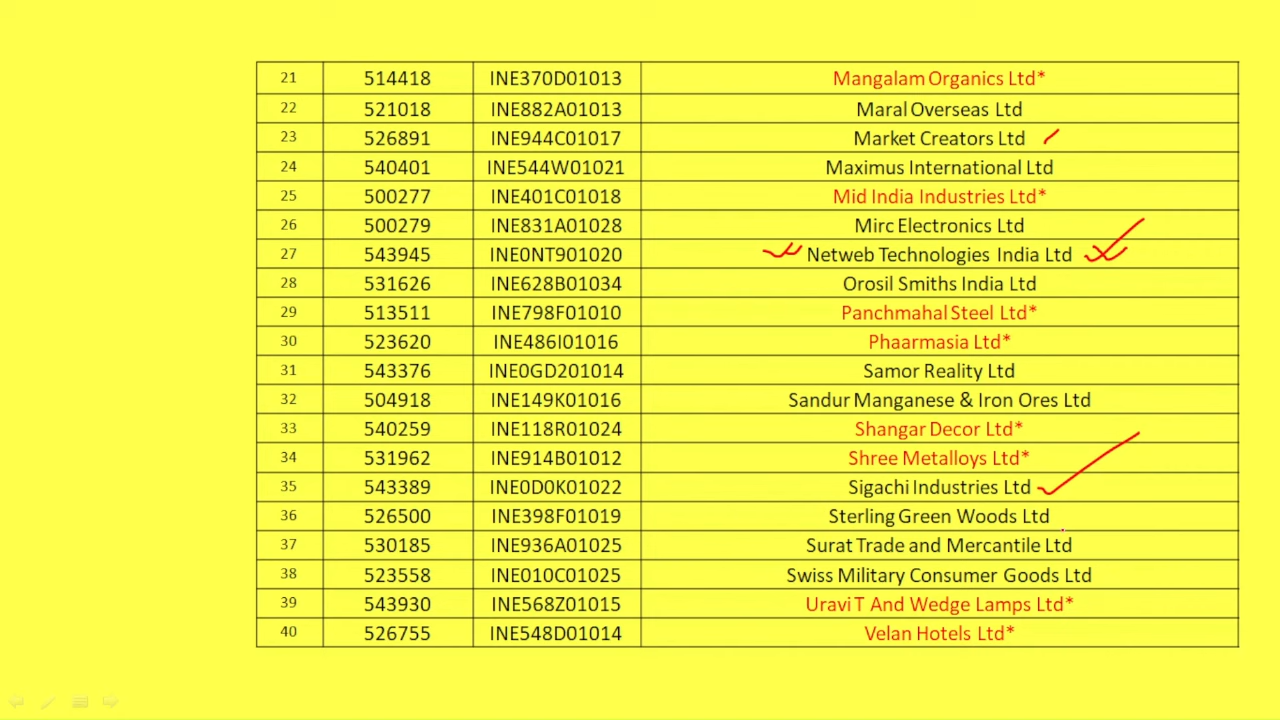 21 514418 INE370D01013 Mangalam Organics Ltd*
22 521018 INE882A01013 Maral Overseas Ltd
23 526891 INE944C01017 Market Creators Ltd
24 540401 INE544W01021 Maximus International Ltd
25 500277 INE401C01018 Mid India Industries Ltd*
26 500279 INE831A01028 Mirc Electronics Ltd
27 543945 INE0NT901020 Netweb Technologies India Ltd
28 531626 INE628B01034 Orosil Smiths India Ltd
29 513511 INE798F01010 Panchmahal Steel Ltd*
30 523620 INE486I01016 Phaarmasia Ltd*
31 543376 INE0GD201014 Samor Reality Ltd
32 504918 INE149K01016 Sandur Manganese & Iron Ores Ltd
33 540259 INE118R01024 Shangar Decor Ltd*
34 531962 INE914B01012 Shree Metalloys Ltd*
35 543389 INE0D0K01022 Sigachi Industries Ltd
36 526500 INE398F01019 Sterling Green Woods Ltd
37 530185 INE936A01025 Surat Trade and Mercantile Ltd
38 523558 INE010C01025 Swiss Military Consumer Goods Ltd
39 543930 INE568Z01015 Uravi T And Wedge Lamps Ltd*
40 526755 INE548D01014 Velan Hotels Ltd*